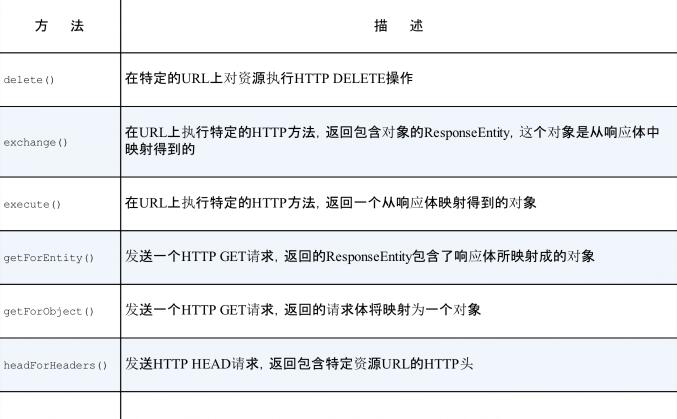 方 法 描 述
delete() 在特定的URL上对资源执行HTTP DELETE操作
exchange() 在URL上执行特定的HTTP方法, 返回包含对象的ResponseEntity, 这个对象是从响应体中
映射得到的
execute() 在URL上执行特定的HTTP方法, 返回一个从响应体映射得到的对象
getForEntity() 发送一个HTTP GET请求, 返回的ResponseEntity包含了响应体所映射成的对象
getForObject() 发送一个HTTP GET请求, 返回的请求体将映射为一个对象
headForHeaders() 发送HTTP HEAD请求, 返回包含特定资源URL的HTTP头